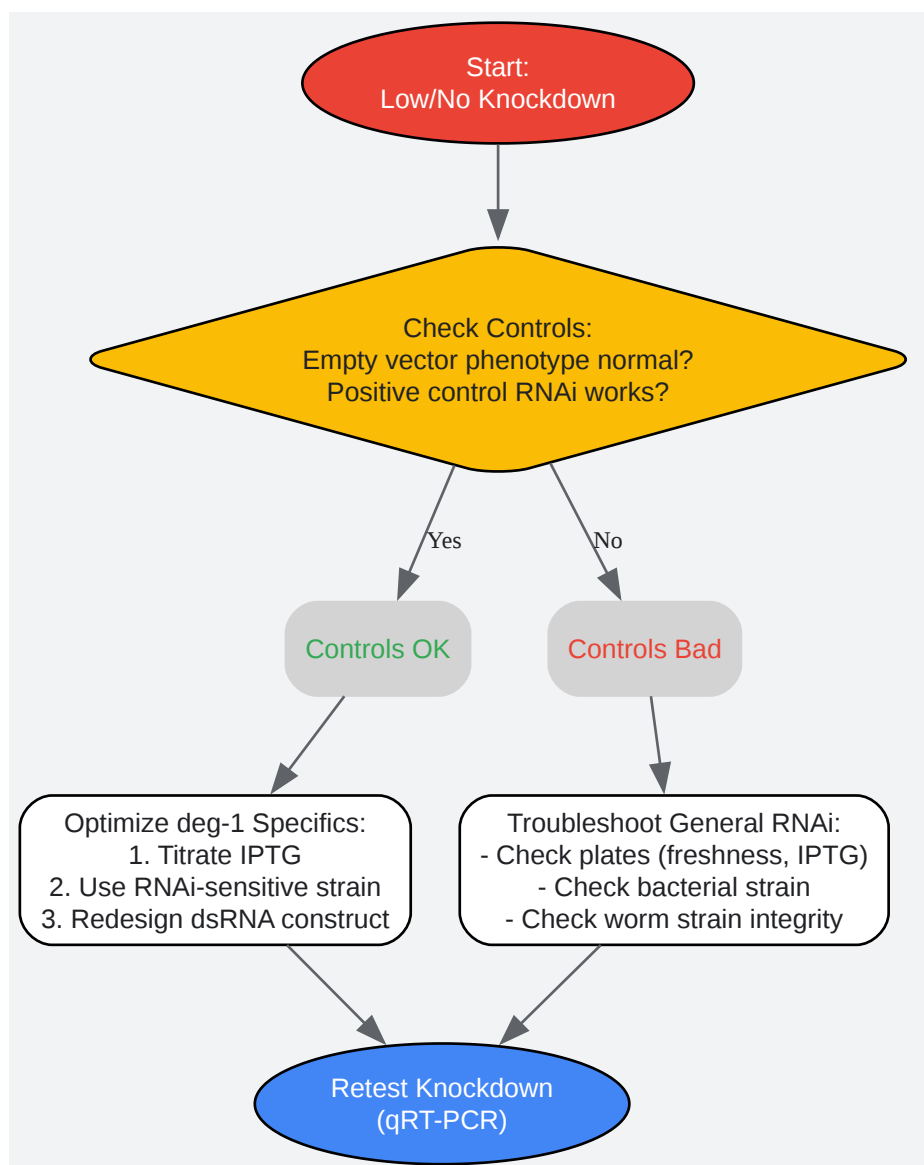 Start:
Low/No Knockdown
Check Controls:
Empty vector phenotype normal?
Positive control RNAi works?
Yes
No
Controls OK
Controls Bad
Optimize deg-1 Specifics:
1. Titrate IPTG
2. Use RNAi-sensitive strain
3. Redesign dsRNA construct
Troubleshoot General RNAi:
- Check plates (freshness, IPTG)
- Check bacterial strain
- Check worm strain integrity
Retest Knockdown
(qRT-PCR)